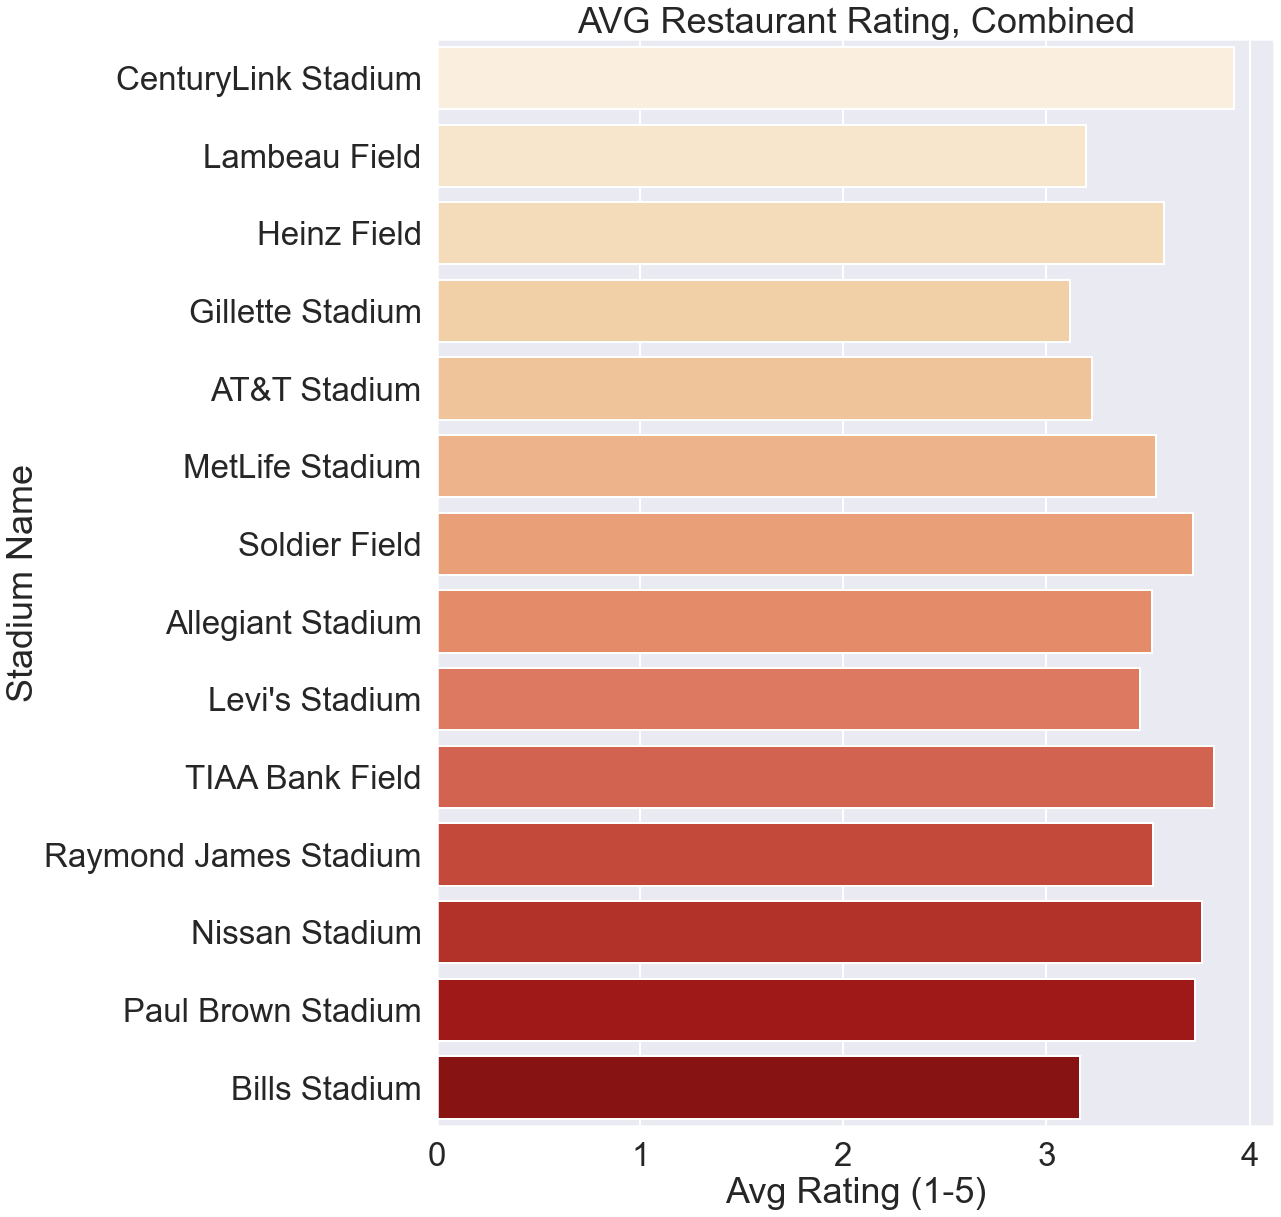 AVG Restaurant Rating, Combined
CenturyLink Stadium
Lambeau Field
Heinz Field
Gillette Stadium
AT&T Stadium
MetLife Stadium
Soldier Field
Allegiant Stadium
Levi's Stadium
TIAA Bank Field
Raymond James Stadium
Nissan Stadium
Paul Brown Stadium
Bills Stadium
Stadium Name
0 1 2 3 4
Avg Rating (1-5)